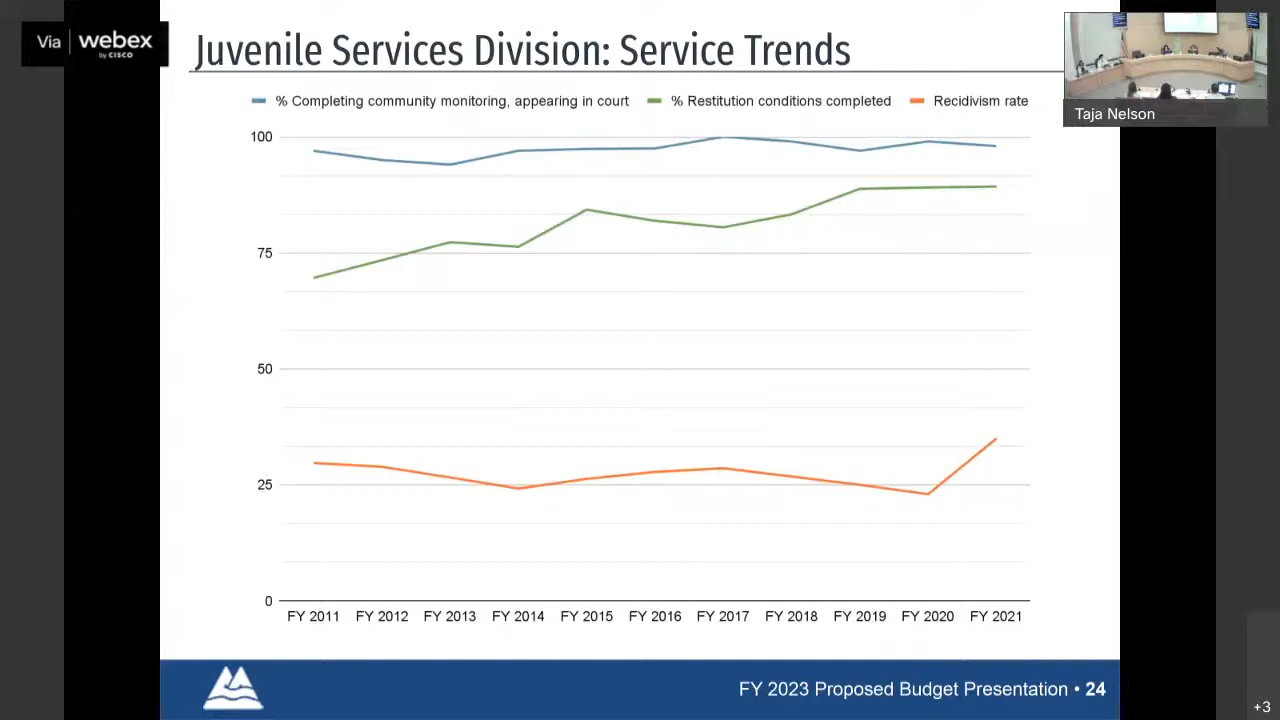 Via webex
by CISCO
Juvenile Services Division: Service Trends
Taja Nelson
% Completing community monitoring, appearing in court % Restitution conditions completed Recidivism rate
100
75
50
25
0
FY 2011 FY 2012 FY 2013 FY 2014 FY 2015 FY 2016 FY 2017 FY 2018 FY 2019 FY 2020 FY 2021
FY 2023 Proposed Budget Presentation • 24
+3